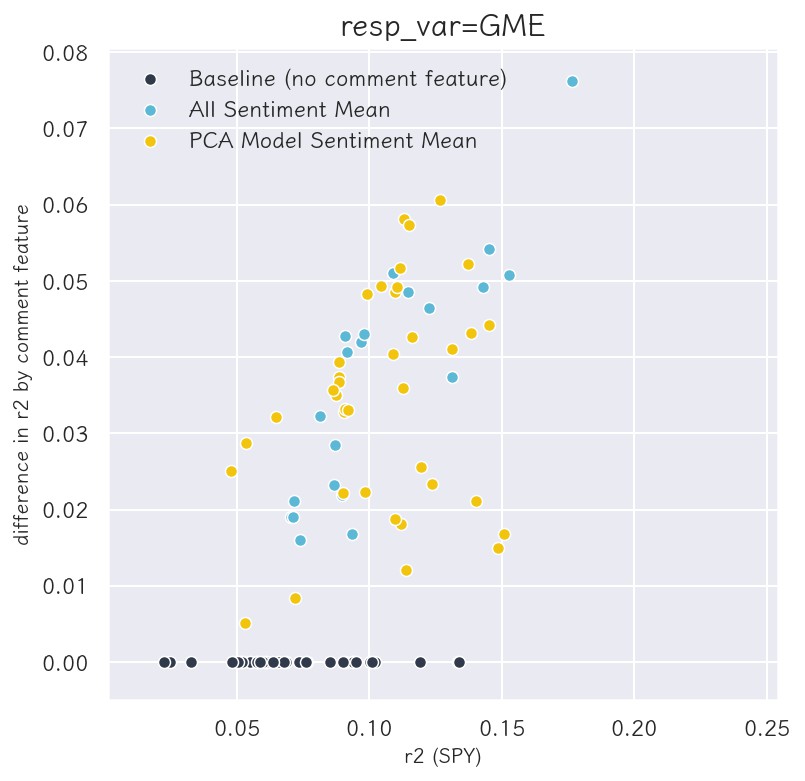 resp_var=GME
Baseline (no comment feature)
All Sentiment Mean
PCA Model Sentiment Mean
difference in r2 by comment feature
0.08
0.07
0.06
0.05
0.04
0.03
0.02
0.01
0.00
0.05 0.10 0.15 0.20 0.25
r2 (SPY)